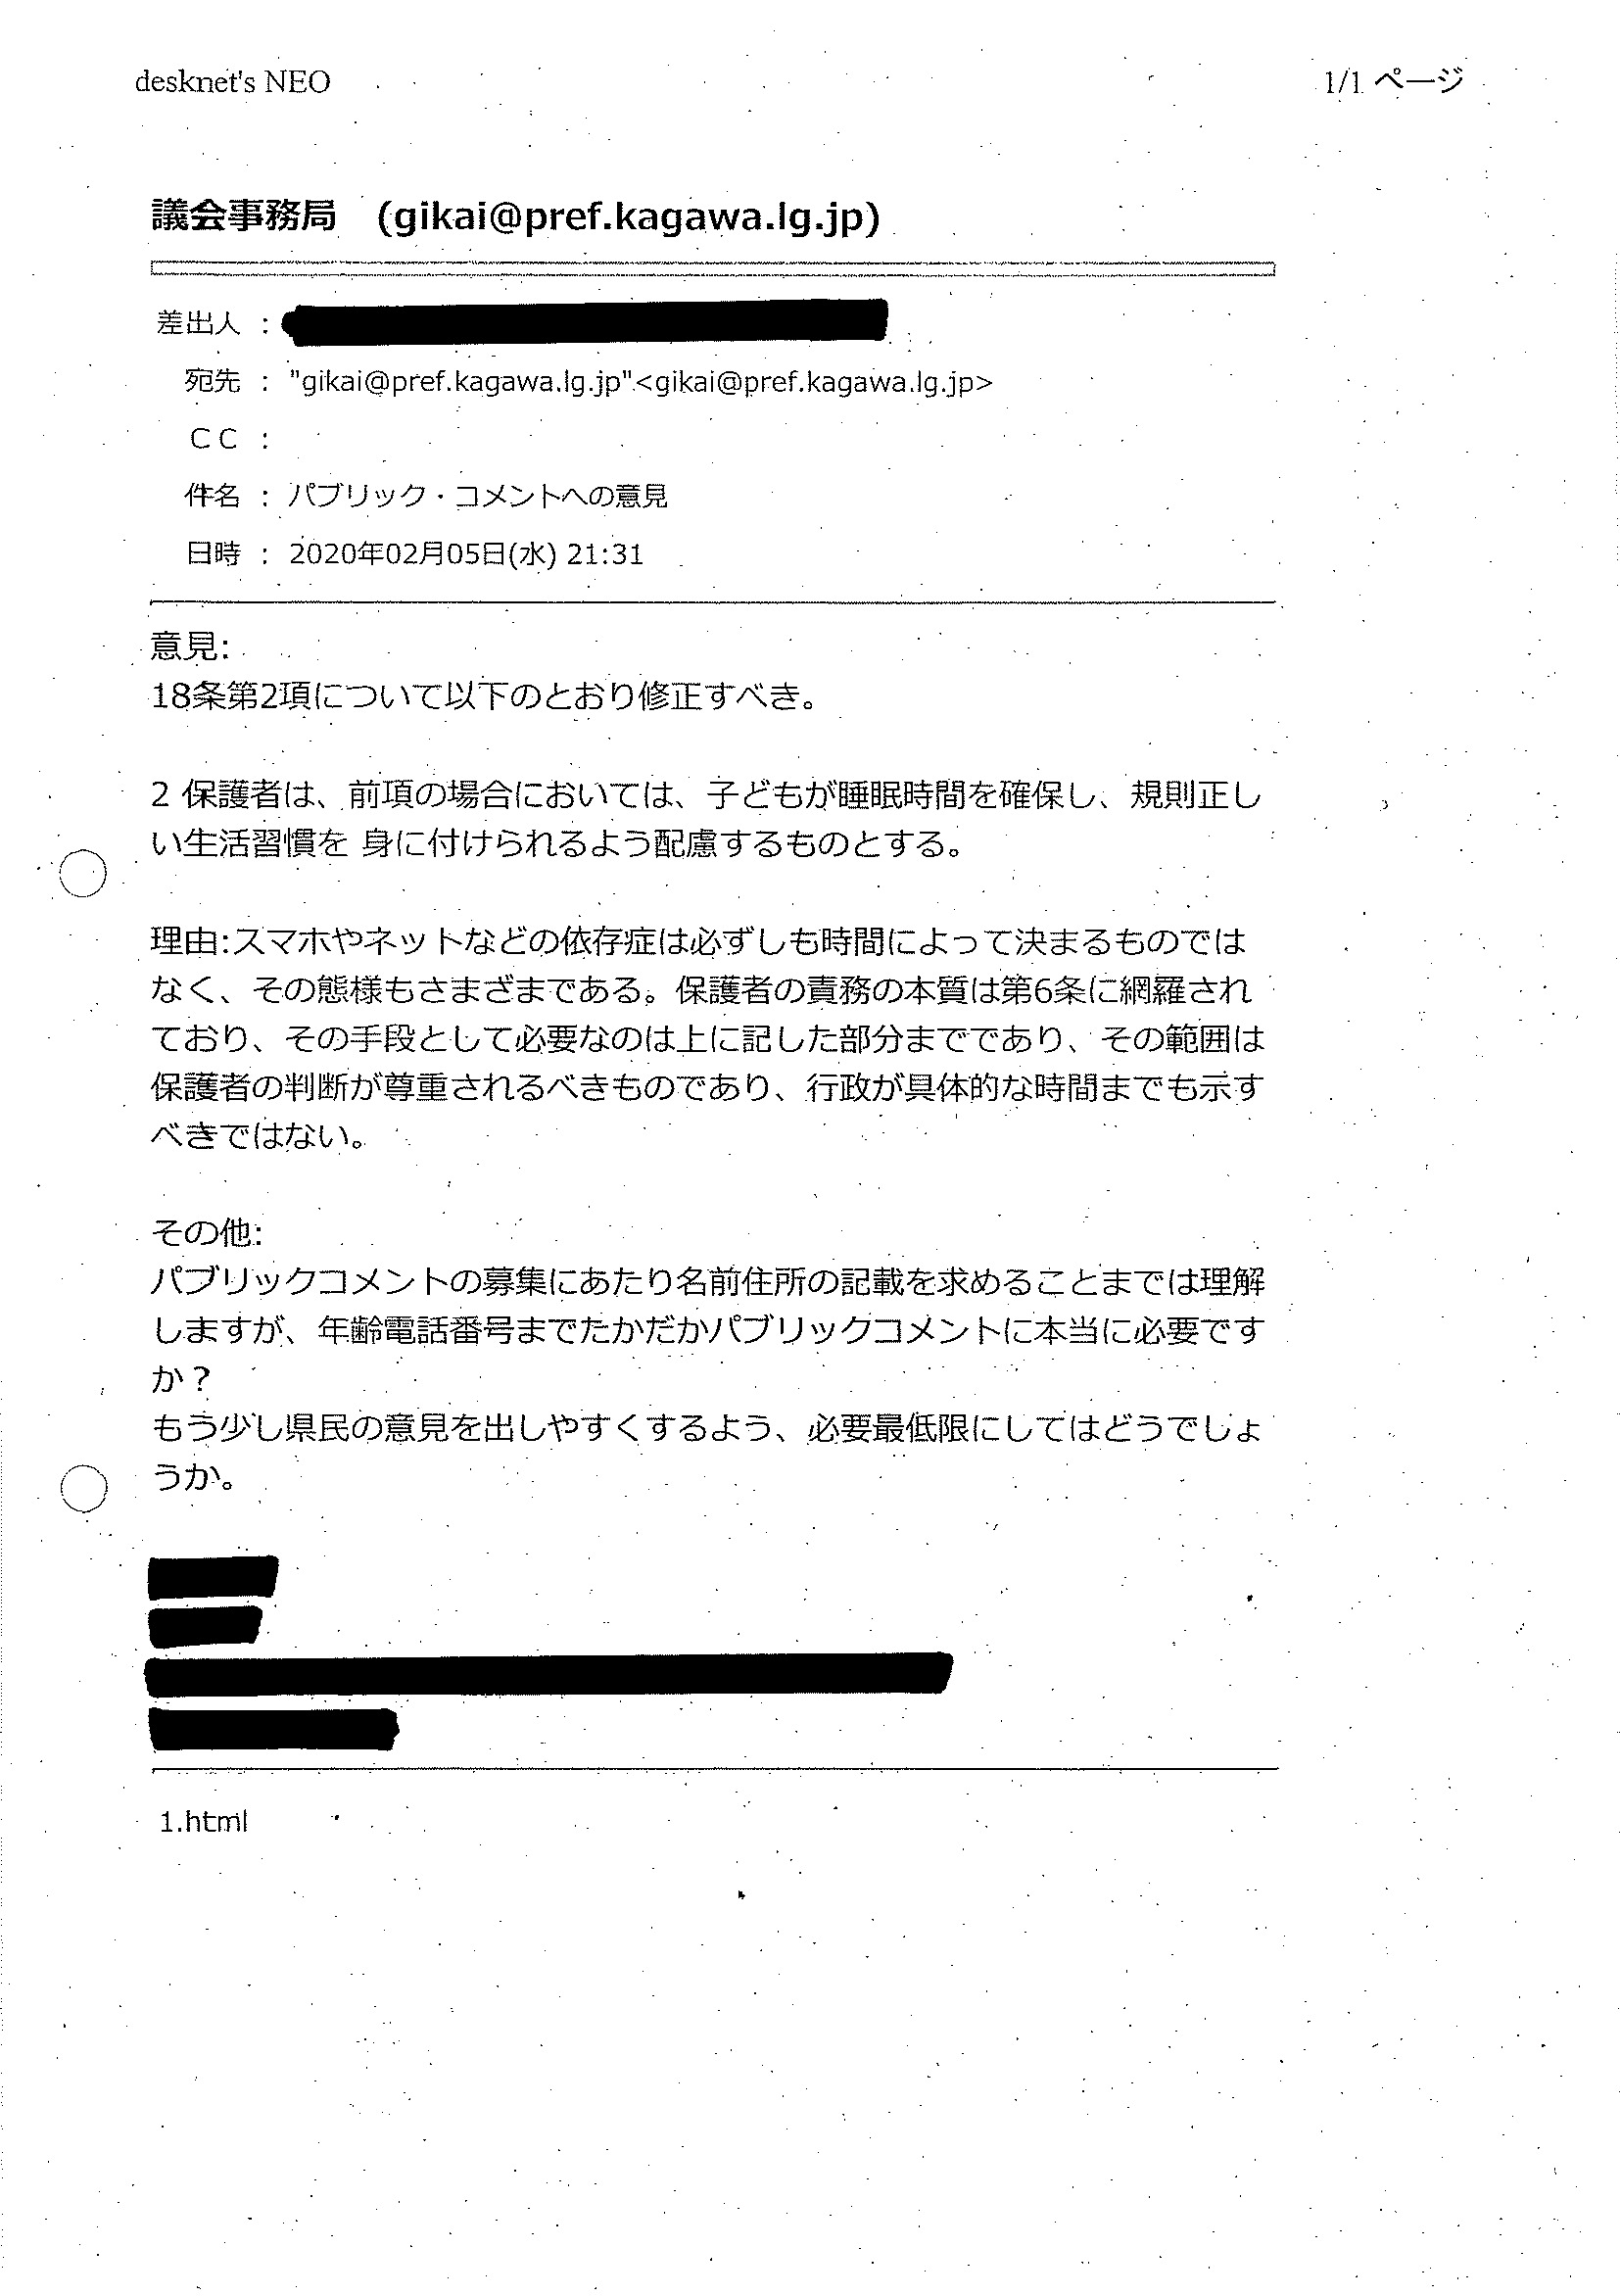 desknet's NEO
1/1 ページ
議会事務局 (gikai@pref.kagawa.lg.jp)
差出人 :
宛先 : "gikai@pref.kagawa.lg.jp"<gikai@pref.kagawa.lg.jp>
CC :
件名 : パブリック・コメントへの意見
日時 : 2020年02月05日(水) 21:31
意見:
18条第2項について以下のとおり修正すべき。
2 保護者は、前項の場合においては、子どもが睡眠時間を確保し、規則正し
い生活習慣を 身に付けられるよう配慮するものとする。
理由:スマホやネットなどの依存症は必ずしも時間によって決まるものでは
なく、その態様もさまざまである。保護者の責務の本質は第6条に網羅され
ており、その手段として必要なのは上に記した部分までであり、その範囲は
保護者の判断が尊重されるべきものであり、行政が具体的な時間までも示す
べきではない。
その他:
パブリックコメントの募集にあたり名前住所の記載を求めることまでは理解
しますが、年齢電話番号までたかだかパブリックコメントに本当に必要です
か？
もう少し県民の意見を出しやすくするよう、必要最低限にしてはどうでしょ
うか。
1.html